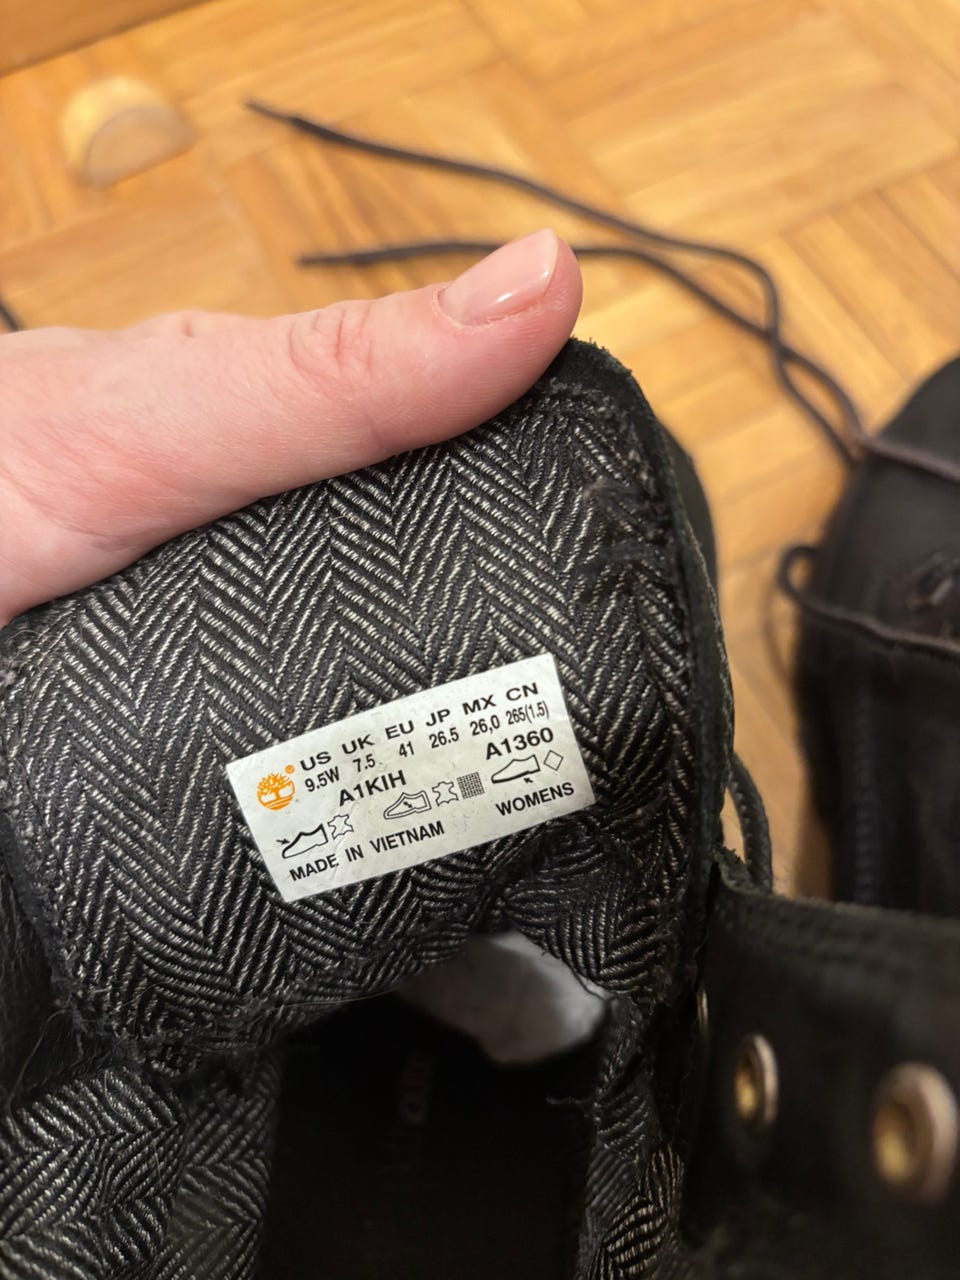 US UK EU JP MX CN
9.5W 7.5 41 26.5 26,0 265(1.5)
A1KIH A1360
MADE IN VIETNAM WOMENS